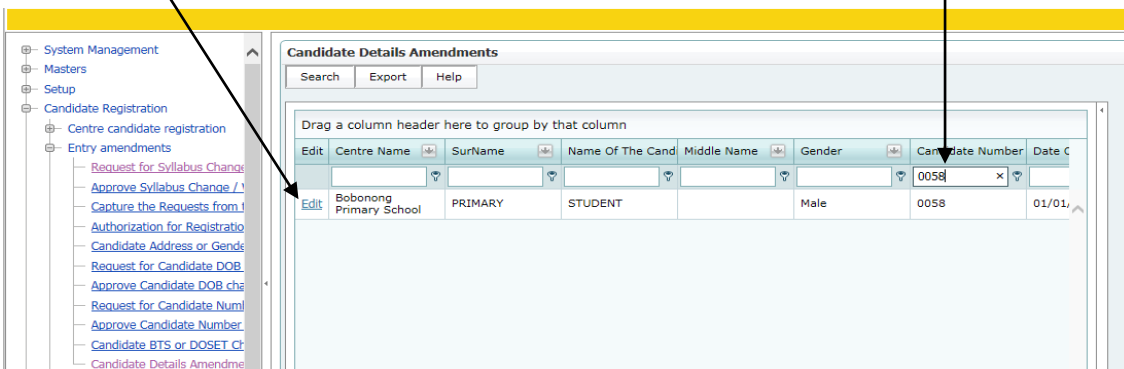 System Management
Masters
Setup
Candidate Registration
Centre candidate registration
Entry amendments
Request for Syllabus Change
Approve Syllabus Change /
Capture the Requests from
Authorization for Registratio
Candidate Address or Gende
Request for Candidate DOB
Approve Candidate DOB cha
Request for Candidate Num
Approve Candidate Number
Candidate BTS or DOSET Ch
Candidate Details Amendme
Candidate Details Amendments
Search Export Help
Drag a column header here to group by that column
Edit Centre Name SurName Name Of The Candi Middle Name Gender Candidate Number Date
0058
Edit Bobonong Primary School PRIMARY STUDENT Male 0058 01/01/